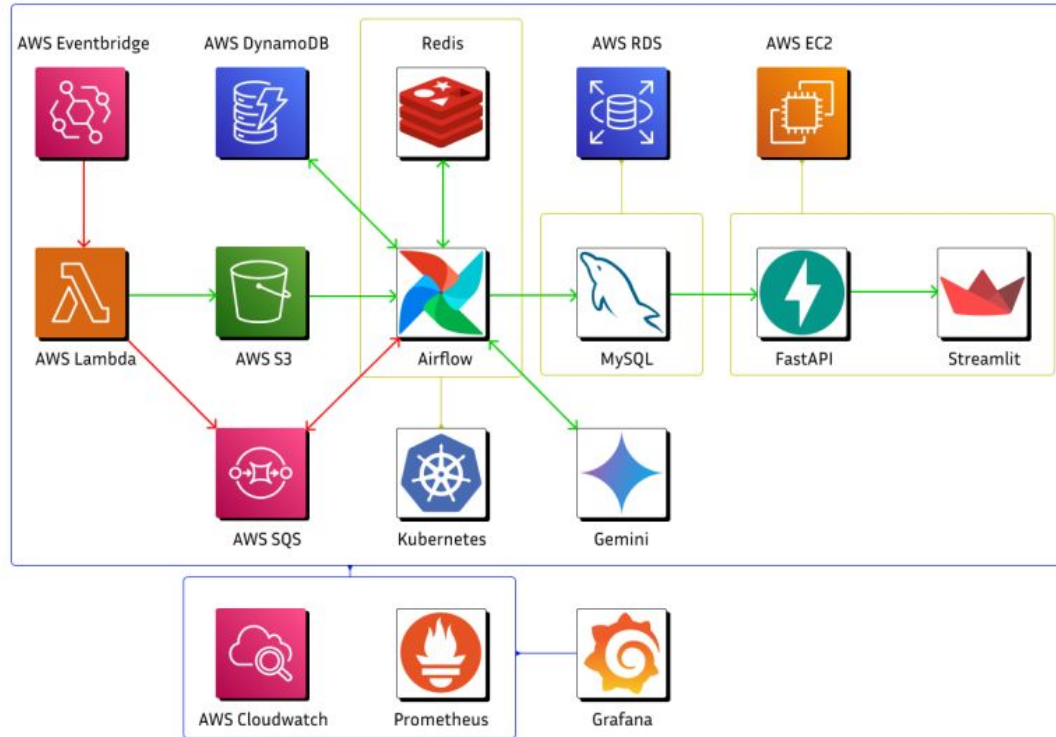 AWS Eventbridge
AWS DynamoDB
Redis
AWS RDS
AWS EC2
AWS Lambda
AWS S3
Airflow
MySQL
FastAPI
Streamlit
AWS SQS
Kubernetes
Gemini
AWS Cloudwatch
Prometheus
Grafana